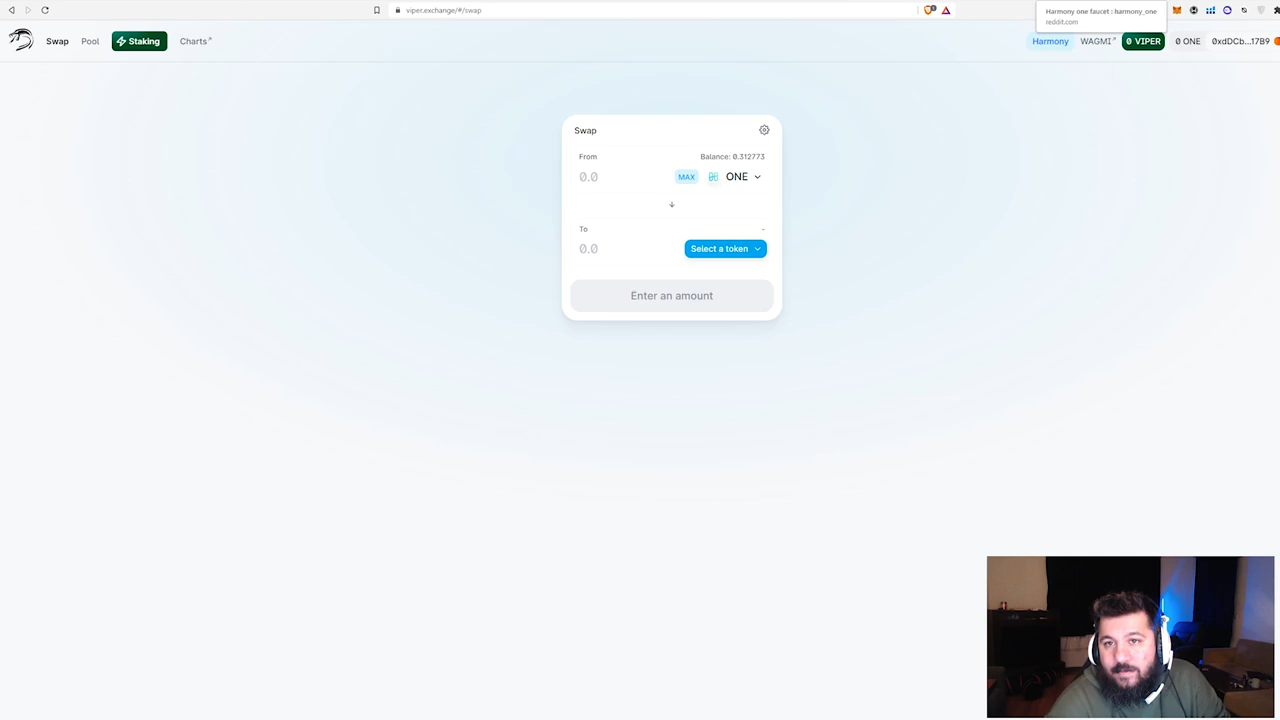 viper.exchange/#/swap
1
Harmony one faucet : harmony_one
reddit.com
Swap
Pool
Staking
Charts↗
Harmony
WAGMI↗
0 VIPER
0 ONE
0xdDCb...17B9
Swap
From
Balance: 0.312773
0.0
MAX
ONE
To
-
0.0
Select a token
Enter an amount